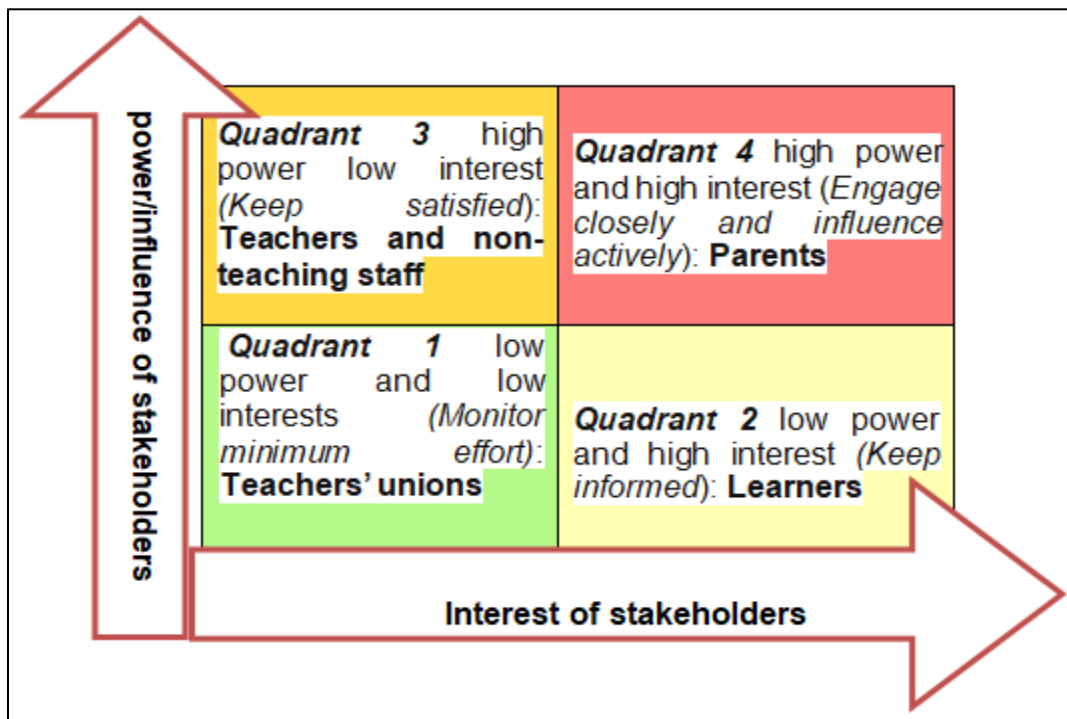 power/influence of stakeholders
Quadrant 3 high
power low interest
(Keep satisfied):
Teachers and non-
teaching staff
Quadrant 4 high power
and high interest (Engage
closely and influence
actively): Parents
Quadrant 1 low
power and low
interests (Monitor
minimum effort):
Teachers’ unions
Quadrant 2 low power
and high interest (Keep
informed): Learners
Interest of stakeholders